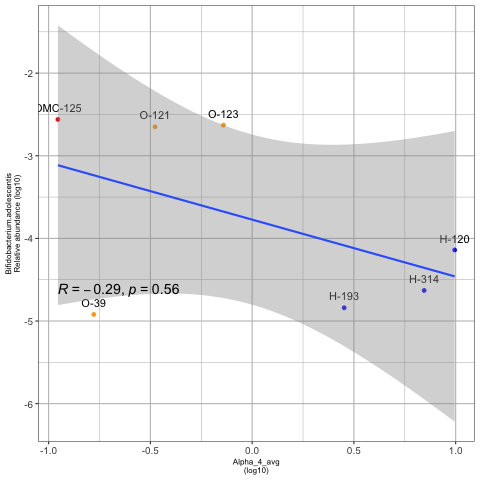 -2
-3
-4
-5
-6
Bifidobacterium.adolescentis
Relative abundance (log10)
OMC-125
O-121
O-123
H-120
H-314
H-193
R = −0.29, p = 0.56
O-39
-1.0
-0.5
0.0
0.5
1.0
Alpha_4_avg
(log10)